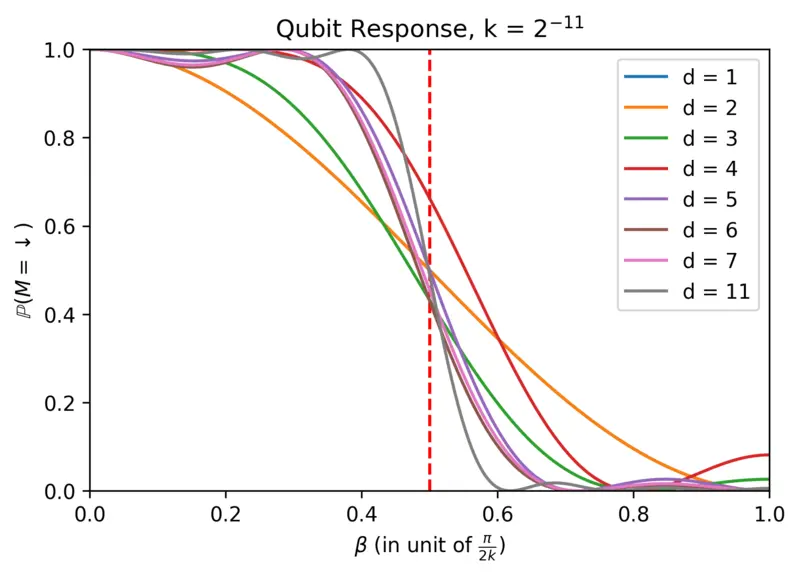 Qubit Response, k = 2⁻¹¹
1.0
0.8
0.6
0.4
0.2
0.0
ℙ(M = ↓)
d = 1
d = 2
d = 3
d = 4
d = 5
d = 6
d = 7
d = 11
0.0 0.2 0.4 0.6 0.8 1.0
β (in unit of π/2k)